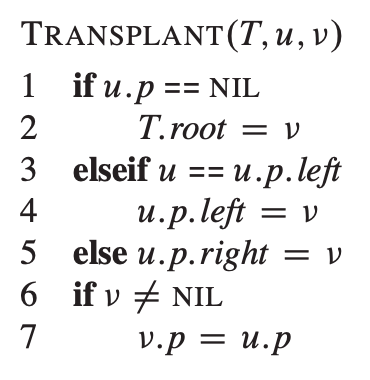 TRANSPLANT(T, u, v)
1 if u.p == NIL
2 T.root = v
3 elseif u == u.p.left
4 u.p.left = v
5 else u.p.right = v
6 if v ≠ NIL
7 v.p = u.p